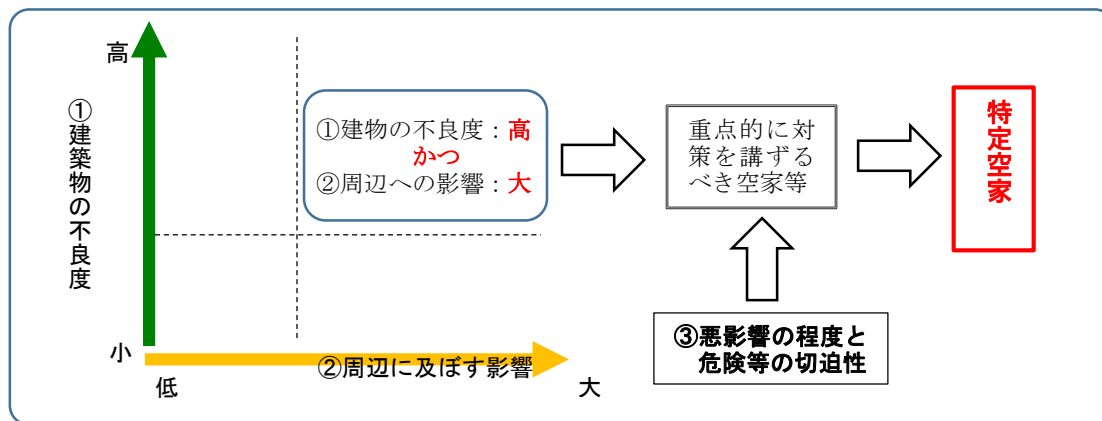 高
①建築物の不良度
小
低
②周辺に及ぼす影響
大
①建物の不良度：高
かつ
②周辺への影響：大
重点的に対
策を講ずる
べき空家等
③悪影響の程度と
危険等の切迫性
特定空家